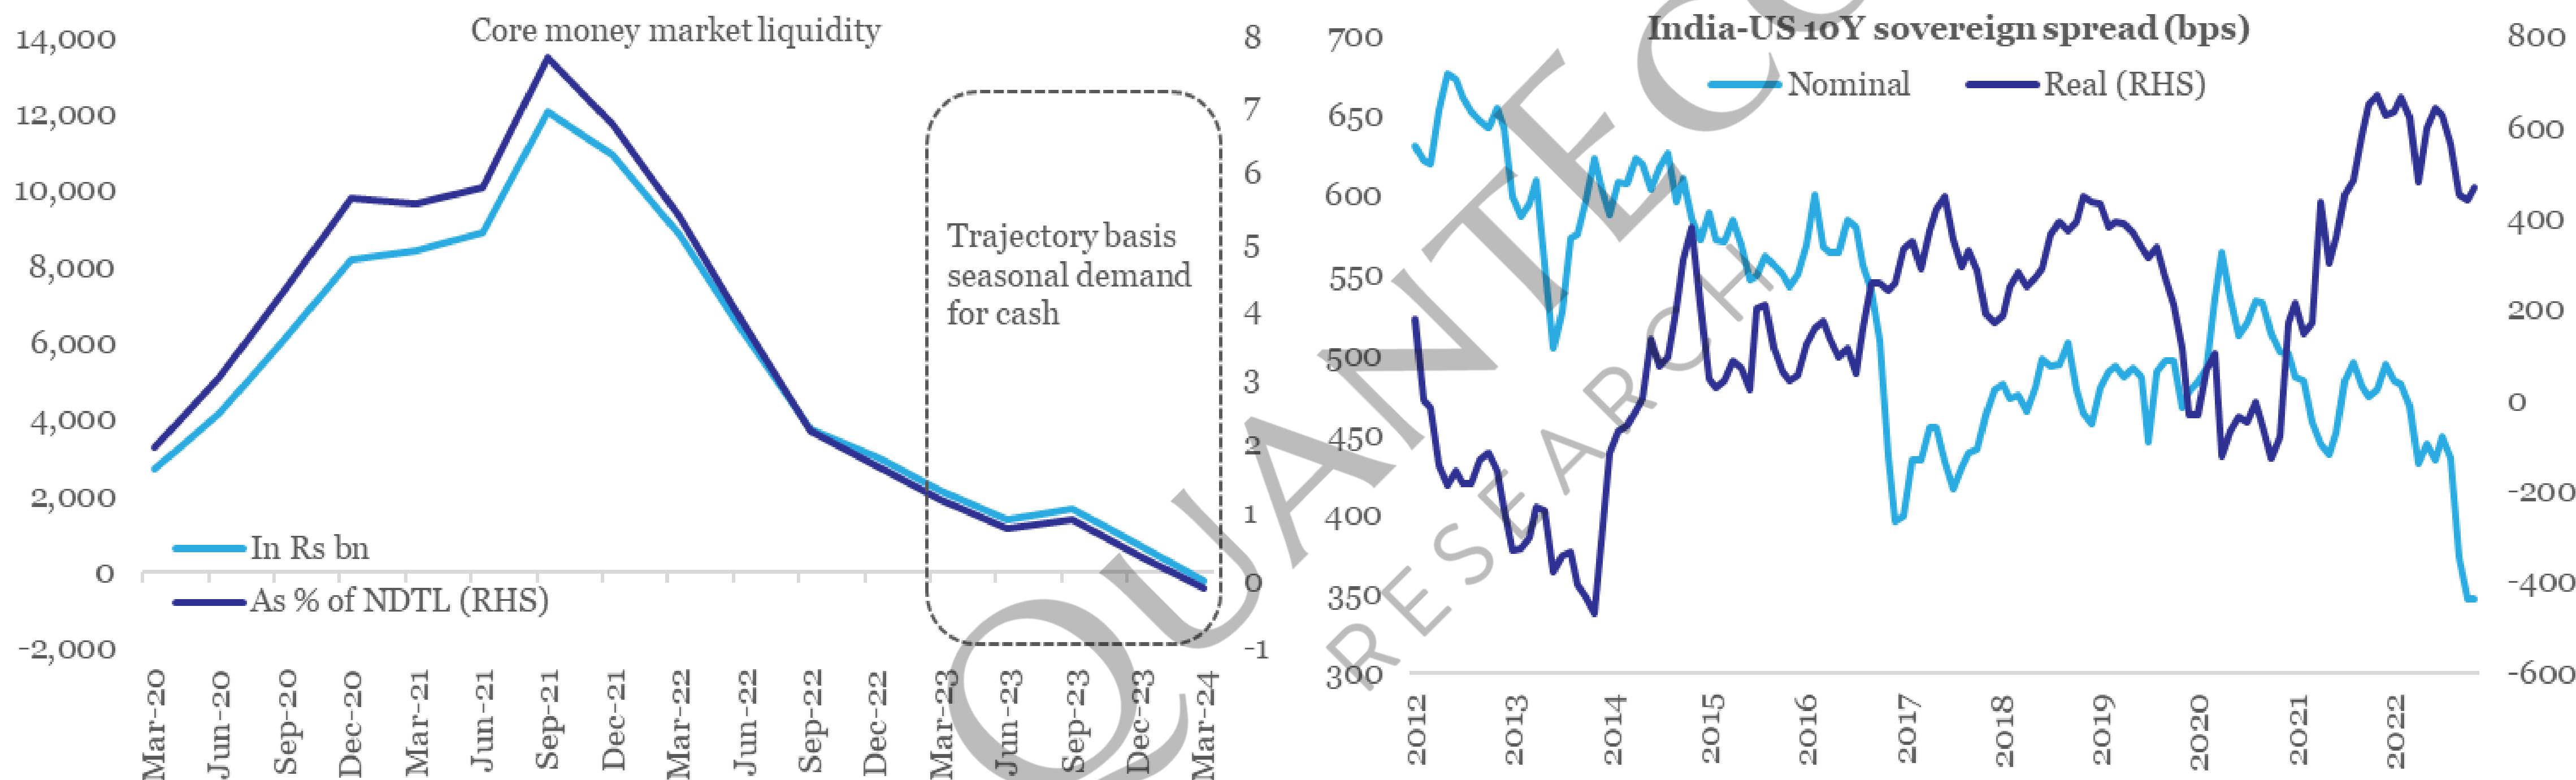 Core money market liquidity
14,000
12,000
10,000
8,000
6,000
4,000
2,000
0
-2,000
8
7
6
5
4
3
2
1
0
-1
Trajectory basis
seasonal demand
for cash
In Rs bn
As % of NDTL (RHS)
Mar-20
Jun-20
Sep-20
Dec-20
Mar-21
Jun-21
Sep-21
Dec-21
Mar-22
Jun-22
Sep-22
Dec-22
Mar-23
Jun-23
Sep-23
Dec-23
Mar-24
India-US 10Y sovereign spread (bps)
Nominal
Real (RHS)
700
650
600
550
500
450
400
350
300
800
600
400
200
0
-200
-400
-600
2012
2013
2014
2015
2016
2017
2018
2019
2020
2021
2022
QUANTECO
RESEARCH